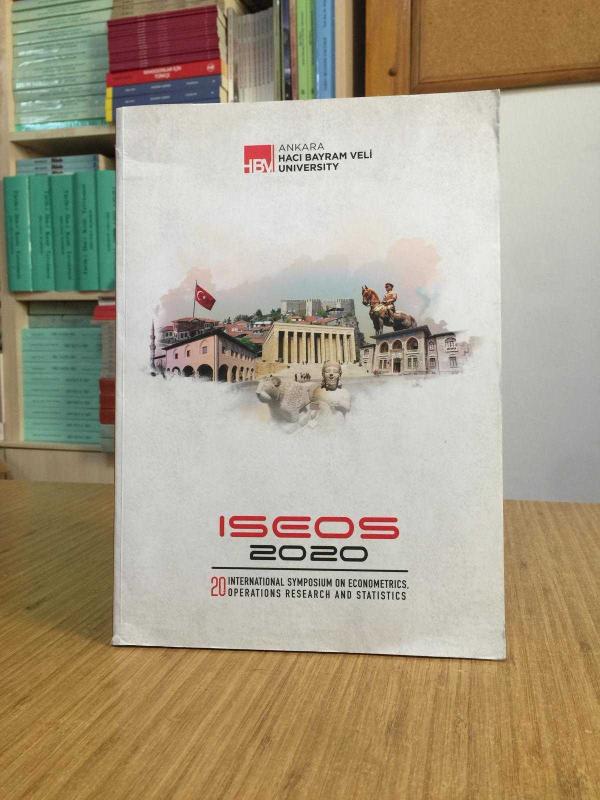 ANKARA
HACI BAYRAM VELİ
UNIVERSITY
HBV
ISEOS
2020
20 INTERNATIONAL SYMPOSIUM ON ECONOMETRICS,
OPERATIONS RESEARCH AND STATISTICS